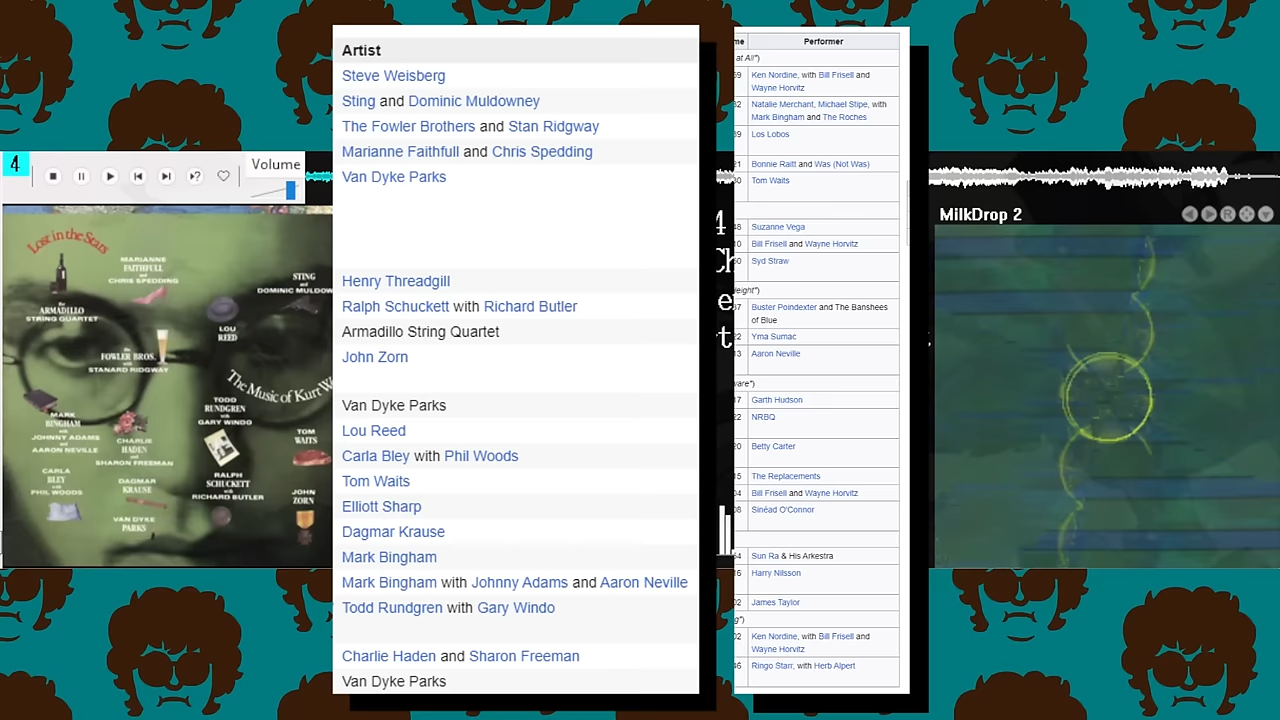 4
Volume
Lost in the Stars
MARIANNE
FAITHFULL
and
CHRIS SPEDDING
STING
and
DOMINIC MULDOW
the
ARMADILLO
STRING QUARTET
LOU
REED
the
FOWLER BROS.
with
STANARD RIDGWAY
The Music of Kurt W
TODD
RUNDGREN
with
GARY WINDO
MARK
BINGHAM
with
JOHNNY ADAMS
and
AARON NEVILLE
CHARLIE
HADEN
and
SHARON FREEMAN
TOM
WAITS
CARLA
BLEY
with
PHIL WOODS
DAGMAR
KRAUSE
RALPH
SCHUCKETT
with
RICHARD BUTLER
JOHN
ZORN
VAN DYKE
PARKS
Artist
Steve Weisberg
Sting and Dominic Muldowney
The Fowler Brothers and Stan Ridgway
Marianne Faithfull and Chris Spedding
Van Dyke Parks
Henry Threadgill
Ralph Schuckett with Richard Butler
Armadillo String Quartet
John Zorn
Van Dyke Parks
Lou Reed
Carla Bley with Phil Woods
Tom Waits
Elliott Sharp
Dagmar Krause
Mark Bingham
Mark Bingham with Johnny Adams and Aaron Neville
Todd Rundgren with Gary Windo
Charlie Haden and Sharon Freeman
Van Dyke Parks
me Performer
at All")
Ken Nordine, with Bill Frisell and
Wayne Horvitz
Natalie Merchant, Michael Stipe, with
Mark Bingham and The Roches
Los Lobos
Bonnie Raitt and Was (Not Was)
Tom Waits
Suzanne Vega
Bill Frisell and Wayne Horvitz
Syd Straw
Buster Poindexter and The Banshees
of Blue
Yma Sumac
Aaron Neville
Garth Hudson
NRBQ
Betty Carter
The Replacements
Bill Frisell and Wayne Horvitz
Sinéad O'Connor
Sun Ra & His Arkestra
Harry Nilsson
James Taylor
Ken Nordine, with Bill Frisell and
Wayne Horvitz
Ringo Starr, with Herb Alpert
MilkDrop 2
R